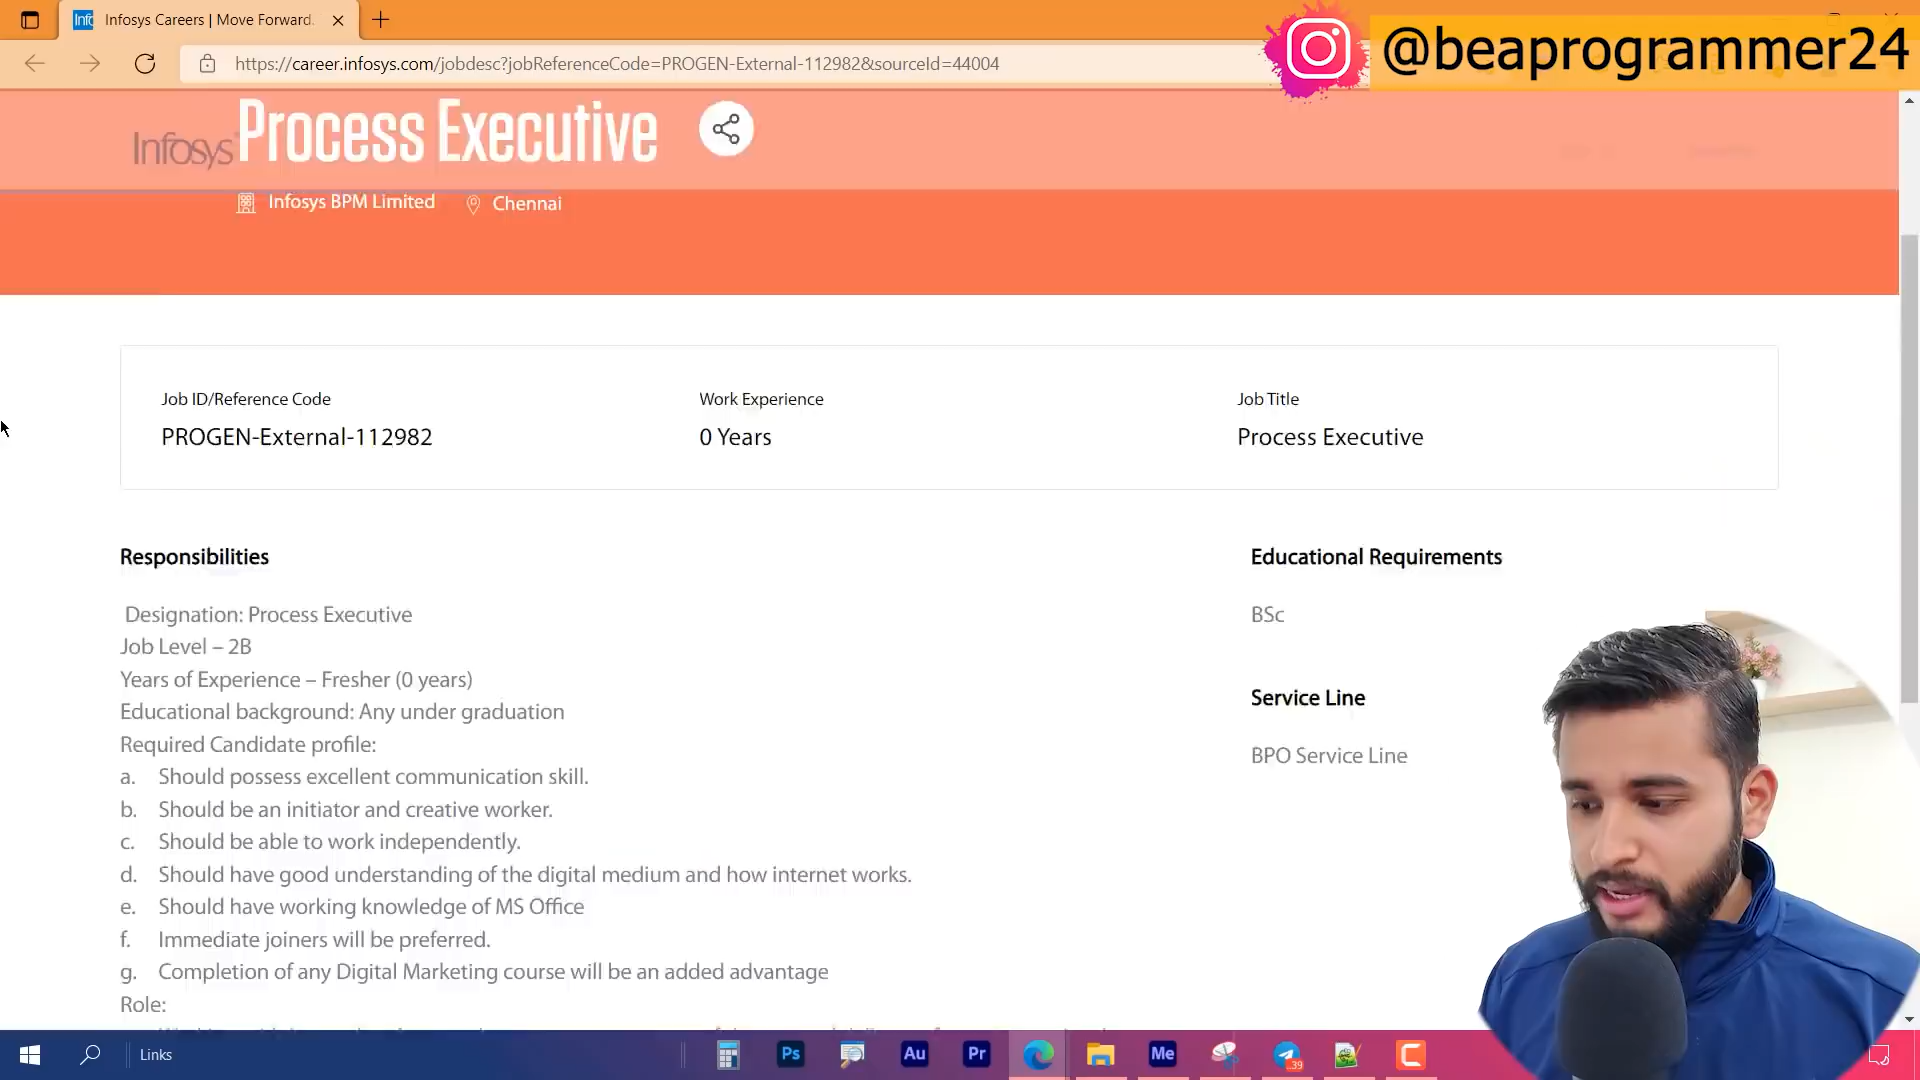 Infosys Careers | Move Forward.
@beaprogrammer24
https://career.infosys.com/jobdesc?jobReferenceCode=PROGEN-External-112982&sourceId=44004
Infosys
Process Executive
Infosys BPM Limited
Chennai
Job ID/Reference Code
PROGEN-External-112982
Work Experience
0 Years
Job Title
Process Executive
Responsibilities
Designation: Process Executive
Job Level – 2B
Years of Experience – Fresher (0 years)
Educational background: Any under graduation
Required Candidate profile:
a. Should possess excellent communication skill.
b. Should be an initiator and creative worker.
c. Should be able to work independently.
d. Should have good understanding of the digital medium and how internet works.
e. Should have working knowledge of MS Office
f. Immediate joiners will be preferred.
g. Completion of any Digital Marketing course will be an added advantage
Role:
Educational Requirements
BSc
Service Line
BPO Service Line
Links
Ps
Au
Pr
Me
39